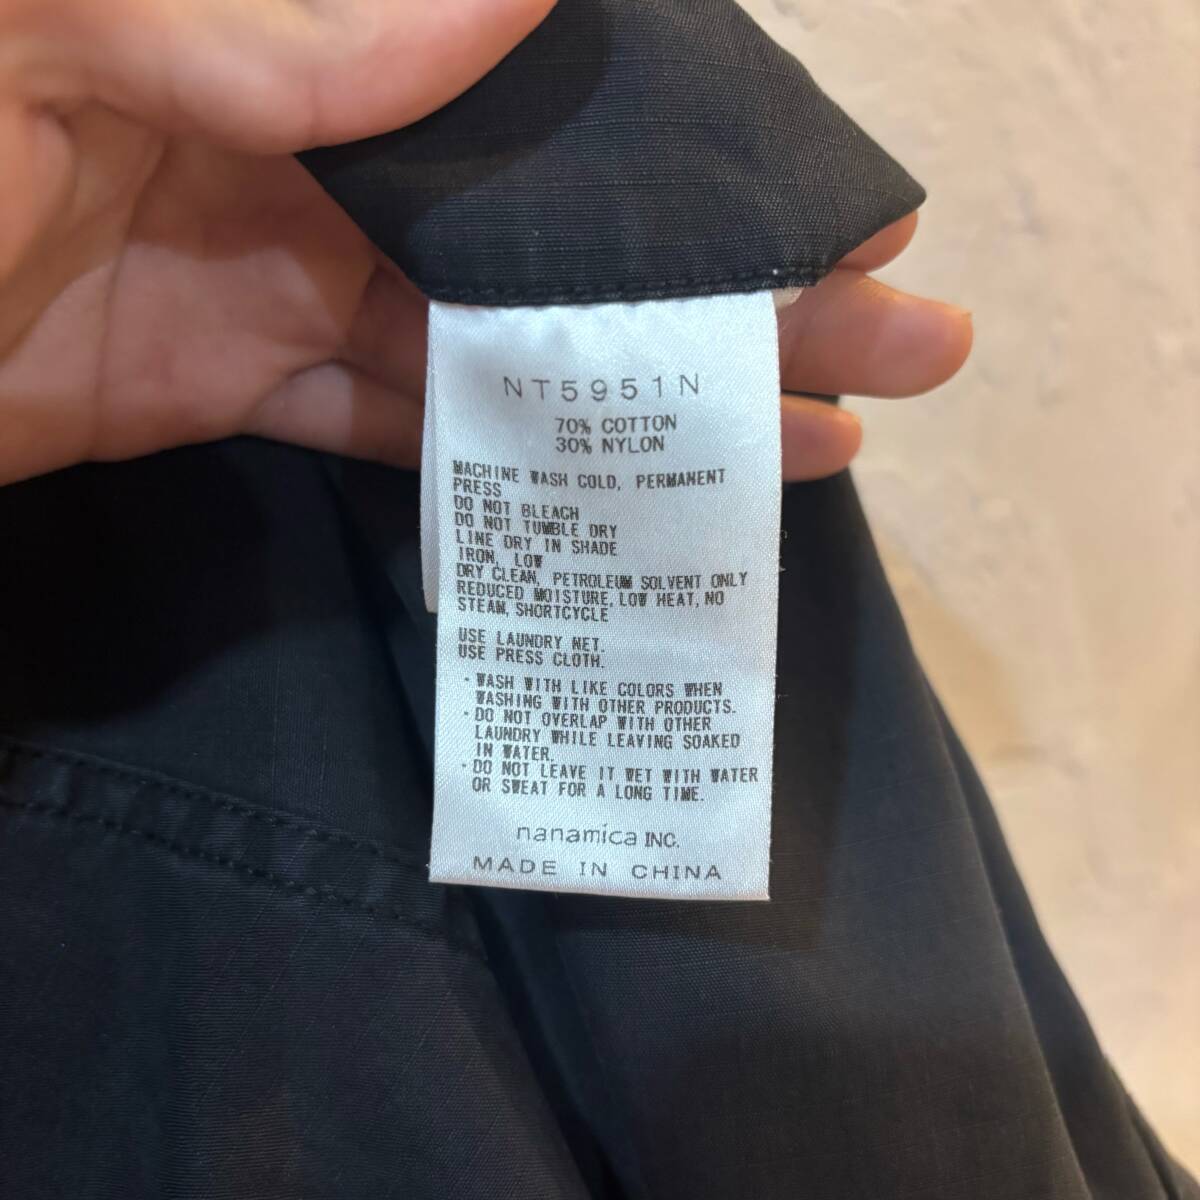 NT5951N
70% COTTON
30% NYLON
MACHINE WASH COLD, PERMANENT
PRESS
DO NOT BLEACH
DO NOT TUMBLE DRY
LINE DRY IN SHADE
IRON, LOW
DRY CLEAN, PETROLEUM SOLVENT ONLY
REDUCED MOISTURE, LOW HEAT, NO
STEAM, SHORTCYCLE
USE LAUNDRY NET.
USE PRESS CLOTH.
・WASH WITH LIKE COLORS WHEN
WASHING WITH OTHER PRODUCTS.
・DO NOT OVERLAP WITH OTHER
LAUNDRY WHILE LEAVING SOAKED
IN WATER.
・DO NOT LEAVE IT WET WITH WATER
OR SWEAT FOR A LONG TIME.
nanamica INC.
MADE IN CHINA